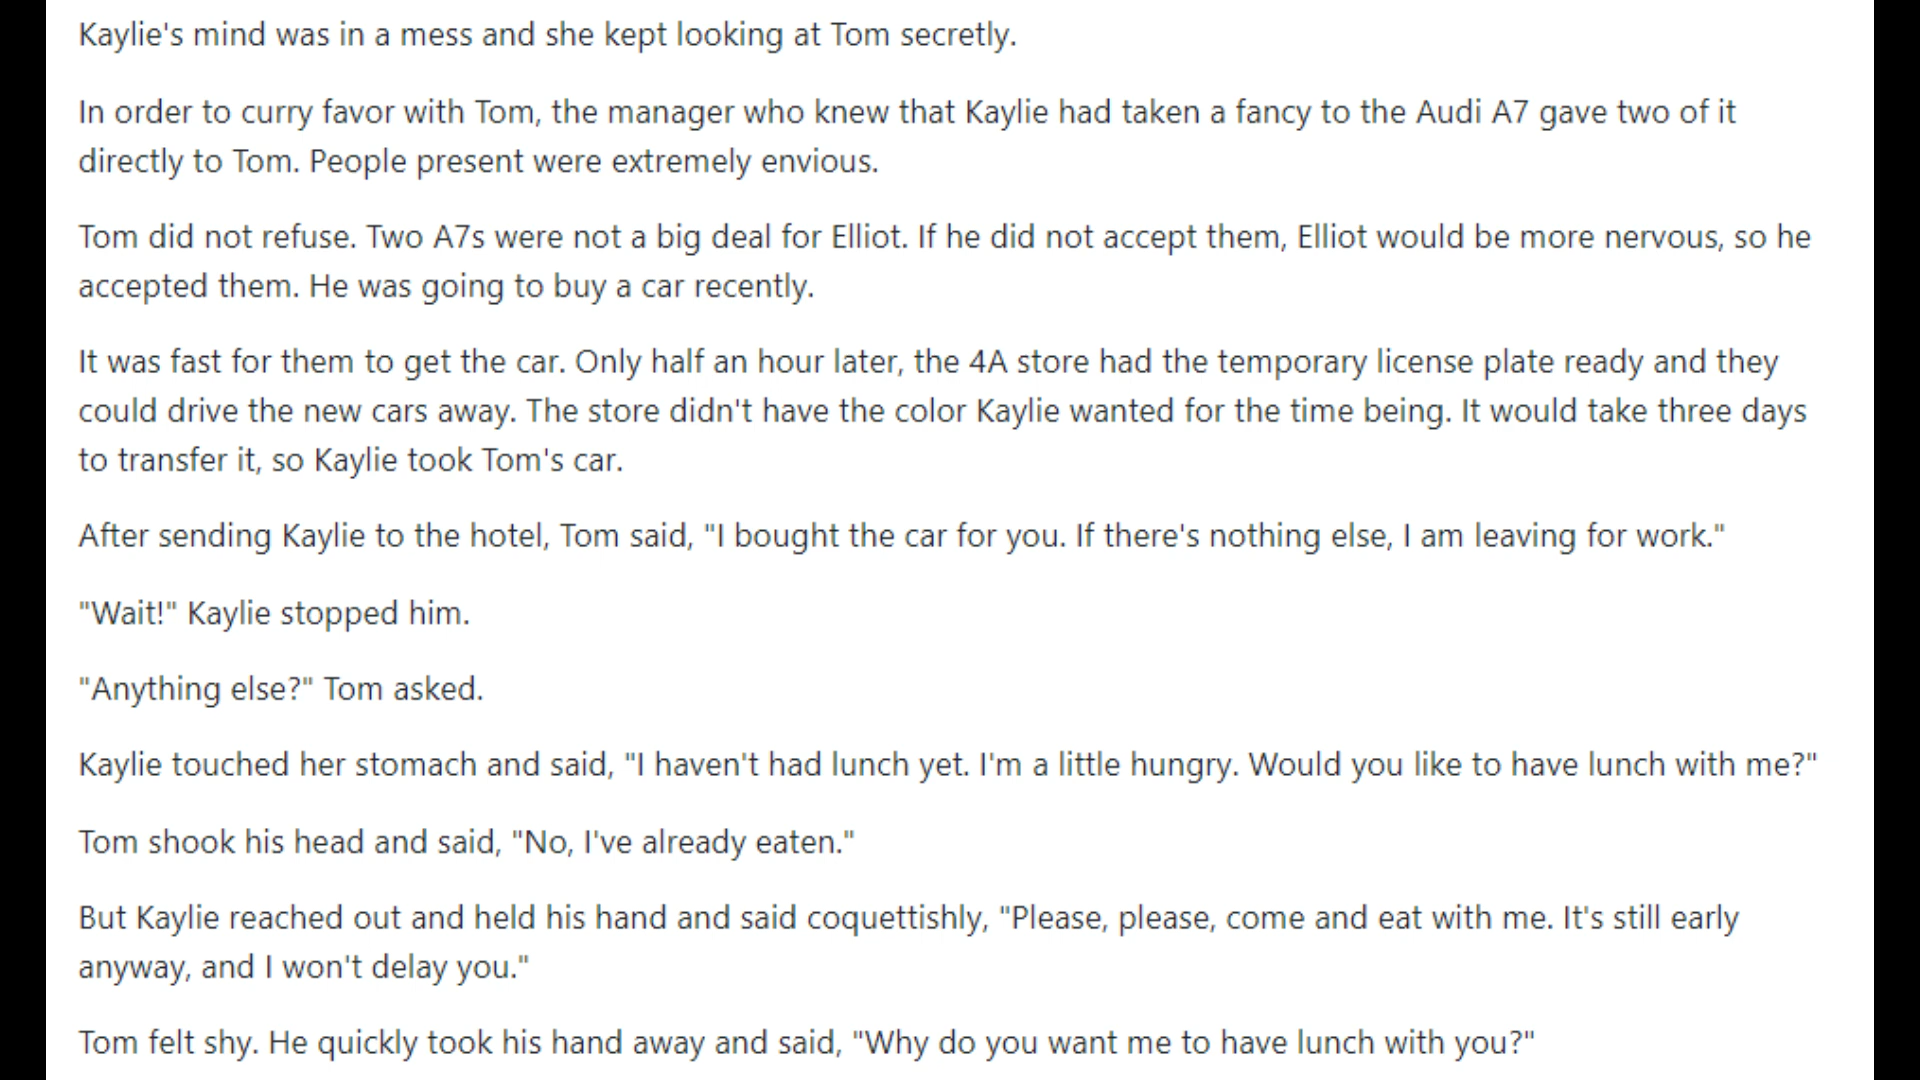 Kaylie's mind was in a mess and she kept looking at Tom secretly.
In order to curry favor with Tom, the manager who knew that Kaylie had taken a fancy to the Audi A7 gave two of it
directly to Tom. People present were extremely envious.
Tom did not refuse. Two A7s were not a big deal for Elliot. If he did not accept them, Elliot would be more nervous, so he
accepted them. He was going to buy a car recently.
It was fast for them to get the car. Only half an hour later, the 4A store had the temporary license plate ready and they
could drive the new cars away. The store didn't have the color Kaylie wanted for the time being. It would take three days
to transfer it, so Kaylie took Tom's car.
After sending Kaylie to the hotel, Tom said, "I bought the car for you. If there's nothing else, I am leaving for work."
"Wait!" Kaylie stopped him.
"Anything else?" Tom asked.
Kaylie touched her stomach and said, "I haven't had lunch yet. I'm a little hungry. Would you like to have lunch with me?"
Tom shook his head and said, "No, I've already eaten."
But Kaylie reached out and held his hand and said coquettishly, "Please, please, come and eat with me. It's still early
anyway, and I won't delay you."
Tom felt shy. He quickly took his hand away and said, "Why do you want me to have lunch with you?"